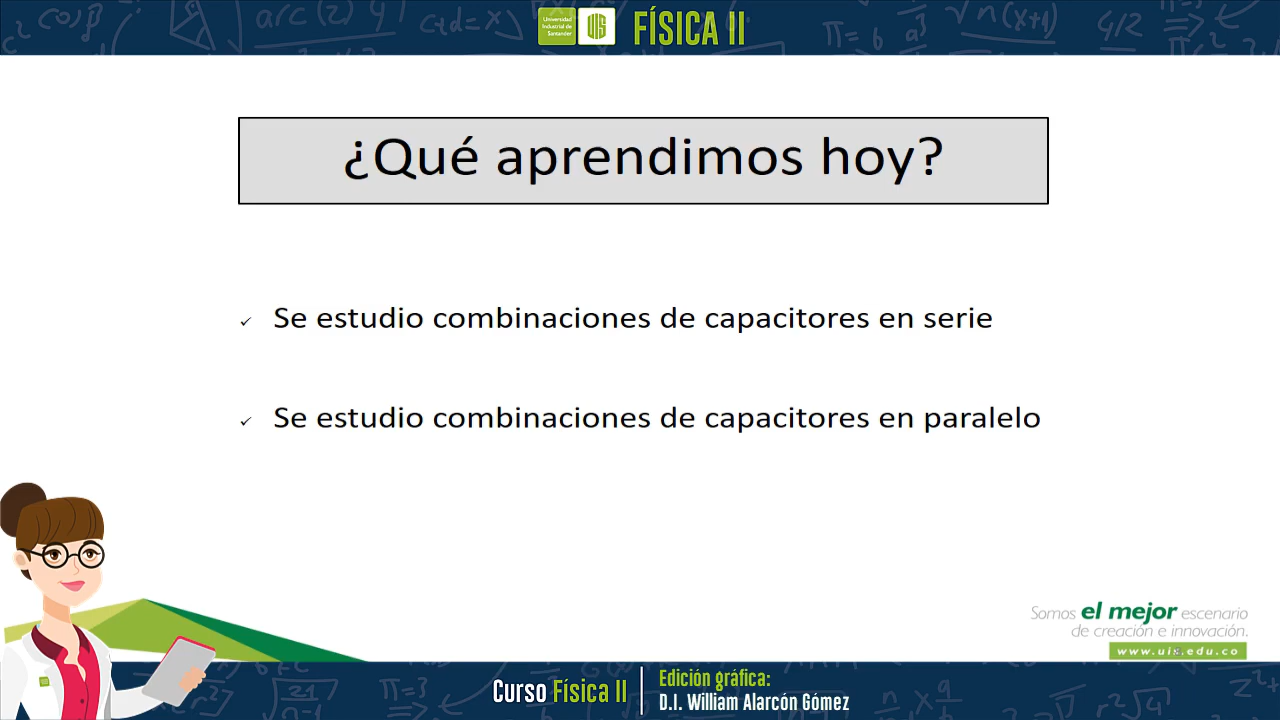 Universidad
Industrial de
Santander
UIS
FÍSICA II
¿Qué aprendimos hoy?
✓ Se estudio combinaciones de capacitores en serie
✓ Se estudio combinaciones de capacitores en paralelo
Somos el mejor escenario
de creación e innovación.
www.uis.edu.co
Curso Física II
Edición gráfica:
D.I. William Alarcón Gómez